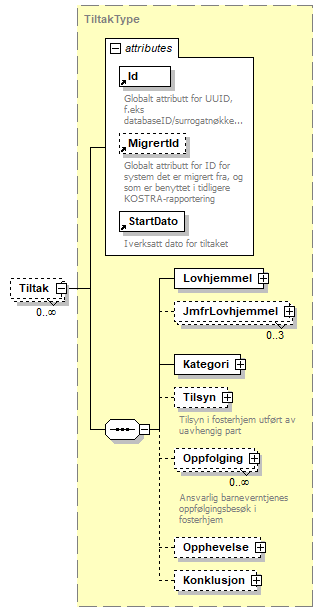 TiltakType
attributes
Id
Globalt attributt for UUID,
f.eks
databaseID/surrogatnøkke...
MigrertId
Globalt attributt for ID for
system det er migrert fra, og
som er benyttet i tidligere
KOSTRA-rapportering
StartDato
Iverksatt dato for tiltaket
Tiltak
0..∞
Lovhjemmel
JmfrLovhjemmel
0..3
Kategori
Tilsyn
Tilsyn i fosterhjem utført av
uavhengig part
Oppfolging
0..∞
Ansvarlig barneverntjenes
oppfølgingsbesøk i
fosterhjem
Opphevelse
Konklusjon